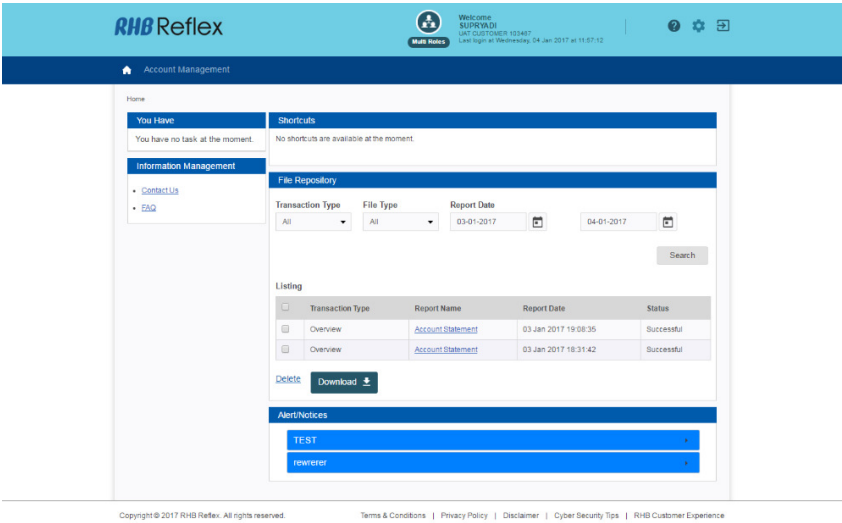 RHB Reflex
Multi Roles
Welcome
SUPRYADI
UAT CUSTOMER 103487
Last login at Wednesday, 04 Jan 2017 at 11:57:12
Account Management
Home
You Have
You have no task at the moment.
Information Management
Contact Us
FAQ
Shortcuts
No shortcuts are available at the moment.
File Repository
Transaction Type File Type Report Date
All All 03-01-2017 04-01-2017
Search
Listing
Transaction Type Report Name Report Date Status
Overview Account Statement 03 Jan 2017 19:08:35 Successful
Overview Account Statement 03 Jan 2017 18:31:42 Successful
Delete Download
Alert/Notices
TEST
rewrerer
Copyright © 2017 RHB Reflex. All rights reserved. Terms & Conditions | Privacy Policy | Disclaimer | Cyber Security Tips | RHB Customer Experience